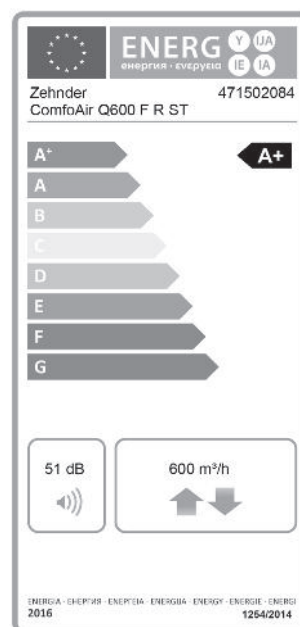 ENERG Y IJA
енергия · ενεργεια IE IA
Zehnder 471502084
ComfoAir Q600 F R ST
A⁺ A+
A
B
C
D
E
F
G
51 dB 600 m³/h
ENERGIA · ЕНЕРГИЯ · ΕΝΕΡΓΕΙΑ · ENERGIJA · ENERGY · ENERGIE · ENERGI
2016 1254/2014